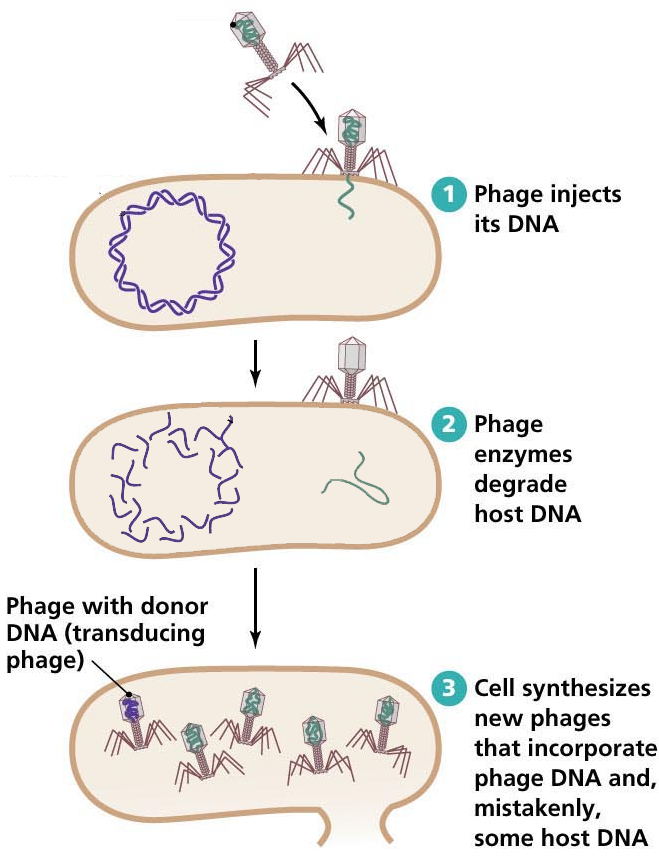 1 Phage injects
its DNA
2 Phage
enzymes
degrade
host DNA
Phage with donor
DNA (transducing
phage)
3 Cell synthesizes
new phages
that incorporate
phage DNA and,
mistakenly,
some host DNA